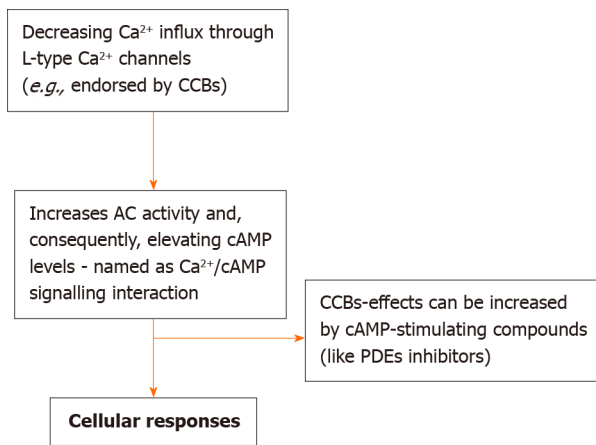 Decreasing Ca²⁺ influx through
L-type Ca²⁺ channels
(e.g., endorsed by CCBs)
Increases AC activity and,
consequently, elevating cAMP
levels - named as Ca²⁺/cAMP
signalling interaction
CCBs-effects can be increased
by cAMP-stimulating compounds
(like PDEs inhibitors)
Cellular responses